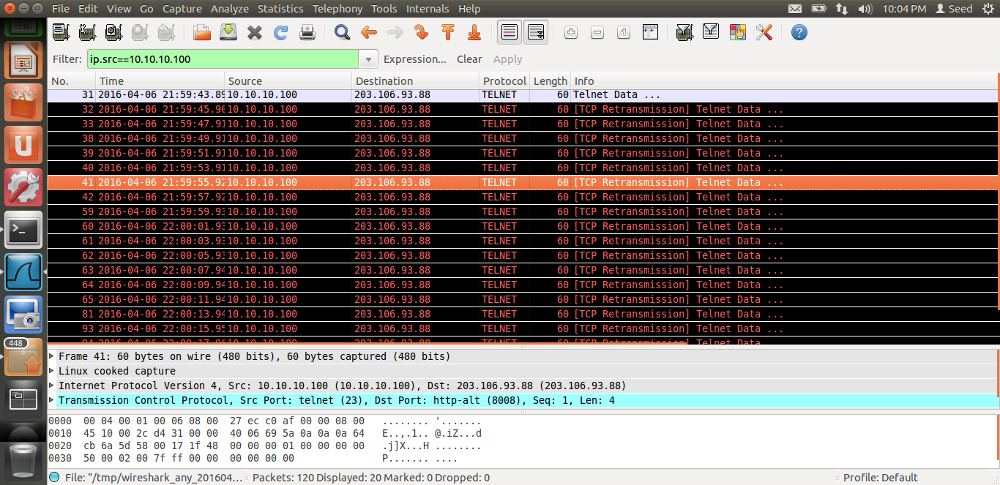 File Edit View Go Capture Analyze Statistics Telephony Tools Internals Help 10:04 PM Seed
Filter: ip.src==10.10.10.100 Expression... Clear Apply
No. Time Source Destination Protocol Length Info
31 2016-04-06 21:59:43.89 10.10.10.100 203.106.93.88 TELNET 60 Telnet Data ...
32 2016-04-06 21:59:45.90 10.10.10.100 203.106.93.88 TELNET 60 [TCP Retransmission] Telnet Data ...
33 2016-04-06 21:59:47.91 10.10.10.100 203.106.93.88 TELNET 60 [TCP Retransmission] Telnet Data ...
38 2016-04-06 21:59:49.91 10.10.10.100 203.106.93.88 TELNET 60 [TCP Retransmission] Telnet Data ...
39 2016-04-06 21:59:51.91 10.10.10.100 203.106.93.88 TELNET 60 [TCP Retransmission] Telnet Data ...
40 2016-04-06 21:59:53.91 10.10.10.100 203.106.93.88 TELNET 60 [TCP Retransmission] Telnet Data ...
41 2016-04-06 21:59:55.92 10.10.10.100 203.106.93.88 TELNET 60 [TCP Retransmission] Telnet Data ...
42 2016-04-06 21:59:57.92 10.10.10.100 203.106.93.88 TELNET 60 [TCP Retransmission] Telnet Data ...
59 2016-04-06 21:59:59.93 10.10.10.100 203.106.93.88 TELNET 60 [TCP Retransmission] Telnet Data ...
60 2016-04-06 22:00:01.93 10.10.10.100 203.106.93.88 TELNET 60 [TCP Retransmission] Telnet Data ...
61 2016-04-06 22:00:03.93 10.10.10.100 203.106.93.88 TELNET 60 [TCP Retransmission] Telnet Data ...
62 2016-04-06 22:00:05.93 10.10.10.100 203.106.93.88 TELNET 60 [TCP Retransmission] Telnet Data ...
63 2016-04-06 22:00:07.94 10.10.10.100 203.106.93.88 TELNET 60 [TCP Retransmission] Telnet Data ...
64 2016-04-06 22:00:09.94 10.10.10.100 203.106.93.88 TELNET 60 [TCP Retransmission] Telnet Data ...
65 2016-04-06 22:00:11.94 10.10.10.100 203.106.93.88 TELNET 60 [TCP Retransmission] Telnet Data ...
81 2016-04-06 22:00:13.94 10.10.10.100 203.106.93.88 TELNET 60 [TCP Retransmission] Telnet Data ...
93 2016-04-06 22:00:15.95 10.10.10.100 203.106.93.88 TELNET 60 [TCP Retransmission] Telnet Data ...
448
Frame 41: 60 bytes on wire (480 bits), 60 bytes captured (480 bits)
Linux cooked capture
Internet Protocol Version 4, Src: 10.10.10.100 (10.10.10.100), Dst: 203.106.93.88 (203.106.93.88)
Transmission Control Protocol, Src Port: telnet (23), Dst Port: http-alt (8008), Seq: 1, Len: 4
0000 00 04 00 01 00 06 08 00 27 ec c0 af 00 00 08 00 ........ '.......
0010 45 10 00 2c d4 31 00 00 40 06 69 5a 0a 0a 0a 64 E..,.1.. @.iZ...d
0020 cb 6a 5d 58 00 17 1f 48 00 00 00 01 00 00 00 00 .j]X...H ........
0030 50 00 02 00 7f ff 00 00 00 00 00 00 P....... ....
File: "/tmp/wireshark_any_201604... Packets: 120 Displayed: 20 Marked: 0 Dropped: 0 Profile: Default